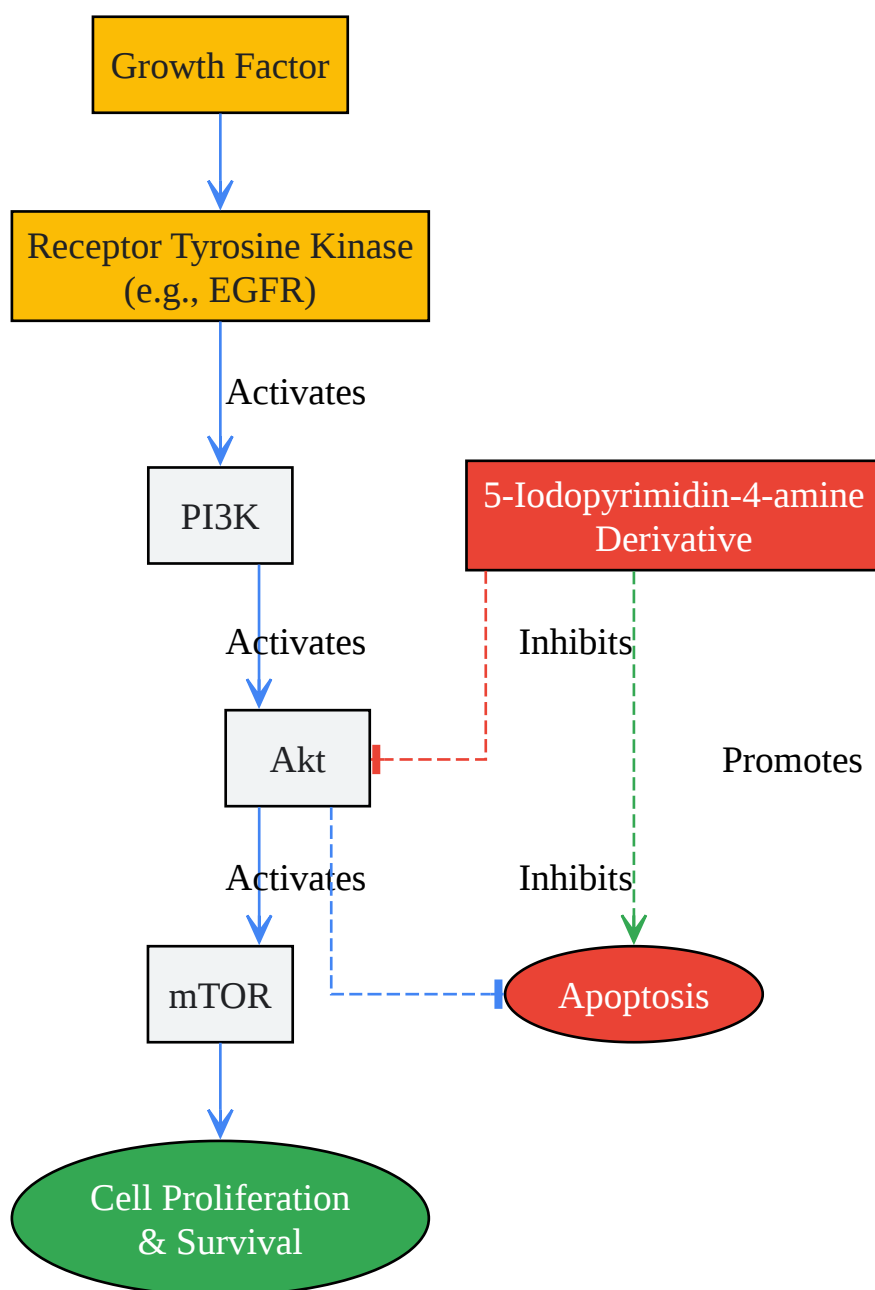 Growth Factor
Receptor Tyrosine Kinase
(e.g., EGFR)
Activates
PI3K
5-Iodopyrimidin-4-amine
Derivative
Activates
Inhibits
Akt
Promotes
Activates
Inhibits
mTOR
Apoptosis
Cell Proliferation
& Survival